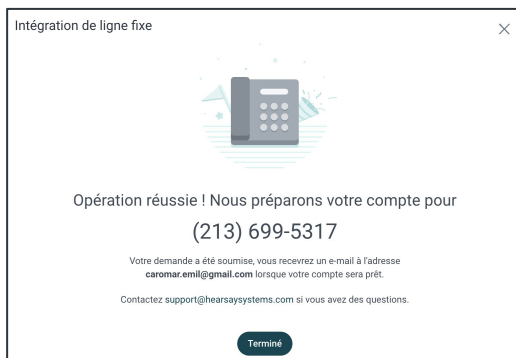 Intégration de ligne fixe
Opération réussie ! Nous préparons votre compte pour
(213) 699-5317
Votre demande a été soumise, vous recevrez un e-mail à l'adresse
caromar.emil@gmail.com lorsque votre compte sera prêt.
Contactez support@hearsaysystems.com si vous avez des questions.
Terminé